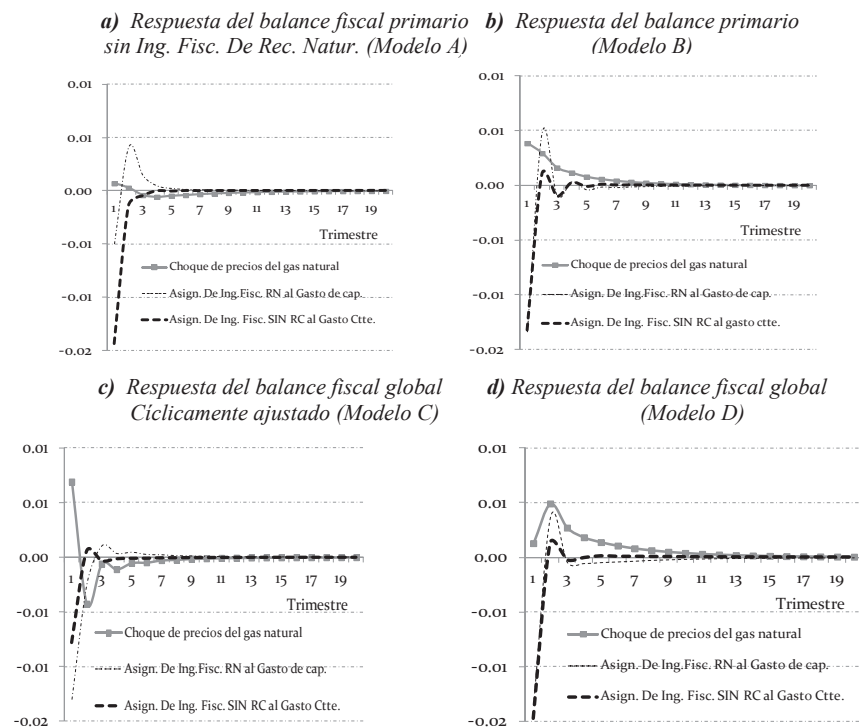 a) Respuesta del balance fiscal primario
sin Ing. Fisc. De Rec. Natur. (Modelo A)
0.01
0.01
0.00
-0.01
-0.01
-0.02
1 3 5 7 9 11 13 15 17 19
Trimestre
Choque de precios del gas natural
Asign. De Ing.Fisc. RN al Gasto de cap.
Asign. De Ing. Fisc. SIN RC al Gasto Ctte.
b) Respuesta del balance primario
(Modelo B)
0.01
0.01
0.00
-0.01
-0.01
-0.02
1 3 5 7 9 11 13 15 17 19
Trimestre
Choque de precios del gas natural
Asign. De Ing.Fisc. RN al Gasto de cap.
Asign. De Ing. Fisc. SIN RC al gasto ctte.
c) Respuesta del balance fiscal global
Cíclicamente ajustado (Modelo C)
0.01
0.01
0.00
-0.01
-0.01
-0.02
1 3 5 7 9 11 13 15 17 19
Trimestre
Choque de precios del gas natural
Asign. De Ing.Fisc. RN al Gasto de cap.
Asign. De Ing. Fisc. SIN RC al Gasto Ctte.
d) Respuesta del balance fiscal global
(Modelo D)
0.01
0.01
0.00
-0.01
-0.01
-0.02
1 3 5 7 9 11 13 15 17 19
Trimestre
Choque de precios del gas natural
Asign. De Ing.Fisc. RN al Gasto de cap.
Asign. De Ing. Fisc. SIN RC al Gasto Ctte.